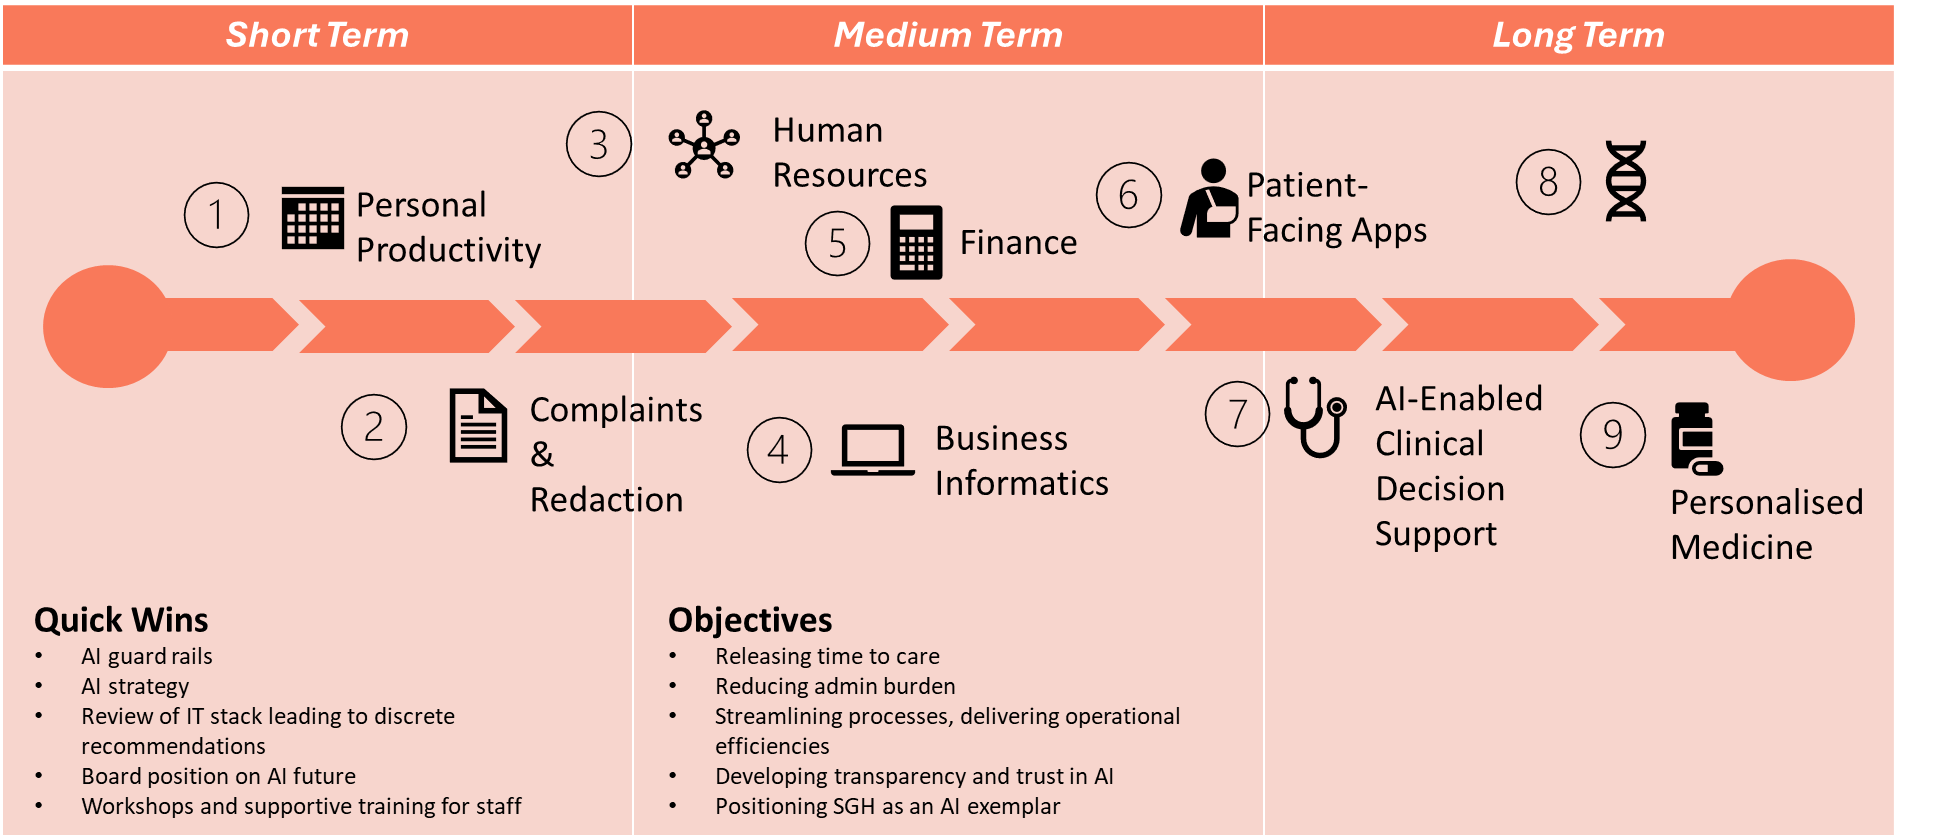 Short Term
Medium Term
Long Term
1
Personal
Productivity
2
Complaints
&
Redaction
3
Human
Resources
4
Business
Informatics
5
Finance
6
Patient-
Facing Apps
7
AI-Enabled
Clinical
Decision
Support
8
9
Personalised
Medicine
Quick Wins
• AI guard rails
• AI strategy
• Review of IT stack leading to discrete
recommendations
• Board position on AI future
• Workshops and supportive training for staff
Objectives
• Releasing time to care
• Reducing admin burden
• Streamlining processes, delivering operational
efficiencies
• Developing transparency and trust in AI
• Positioning SGH as an AI exemplar